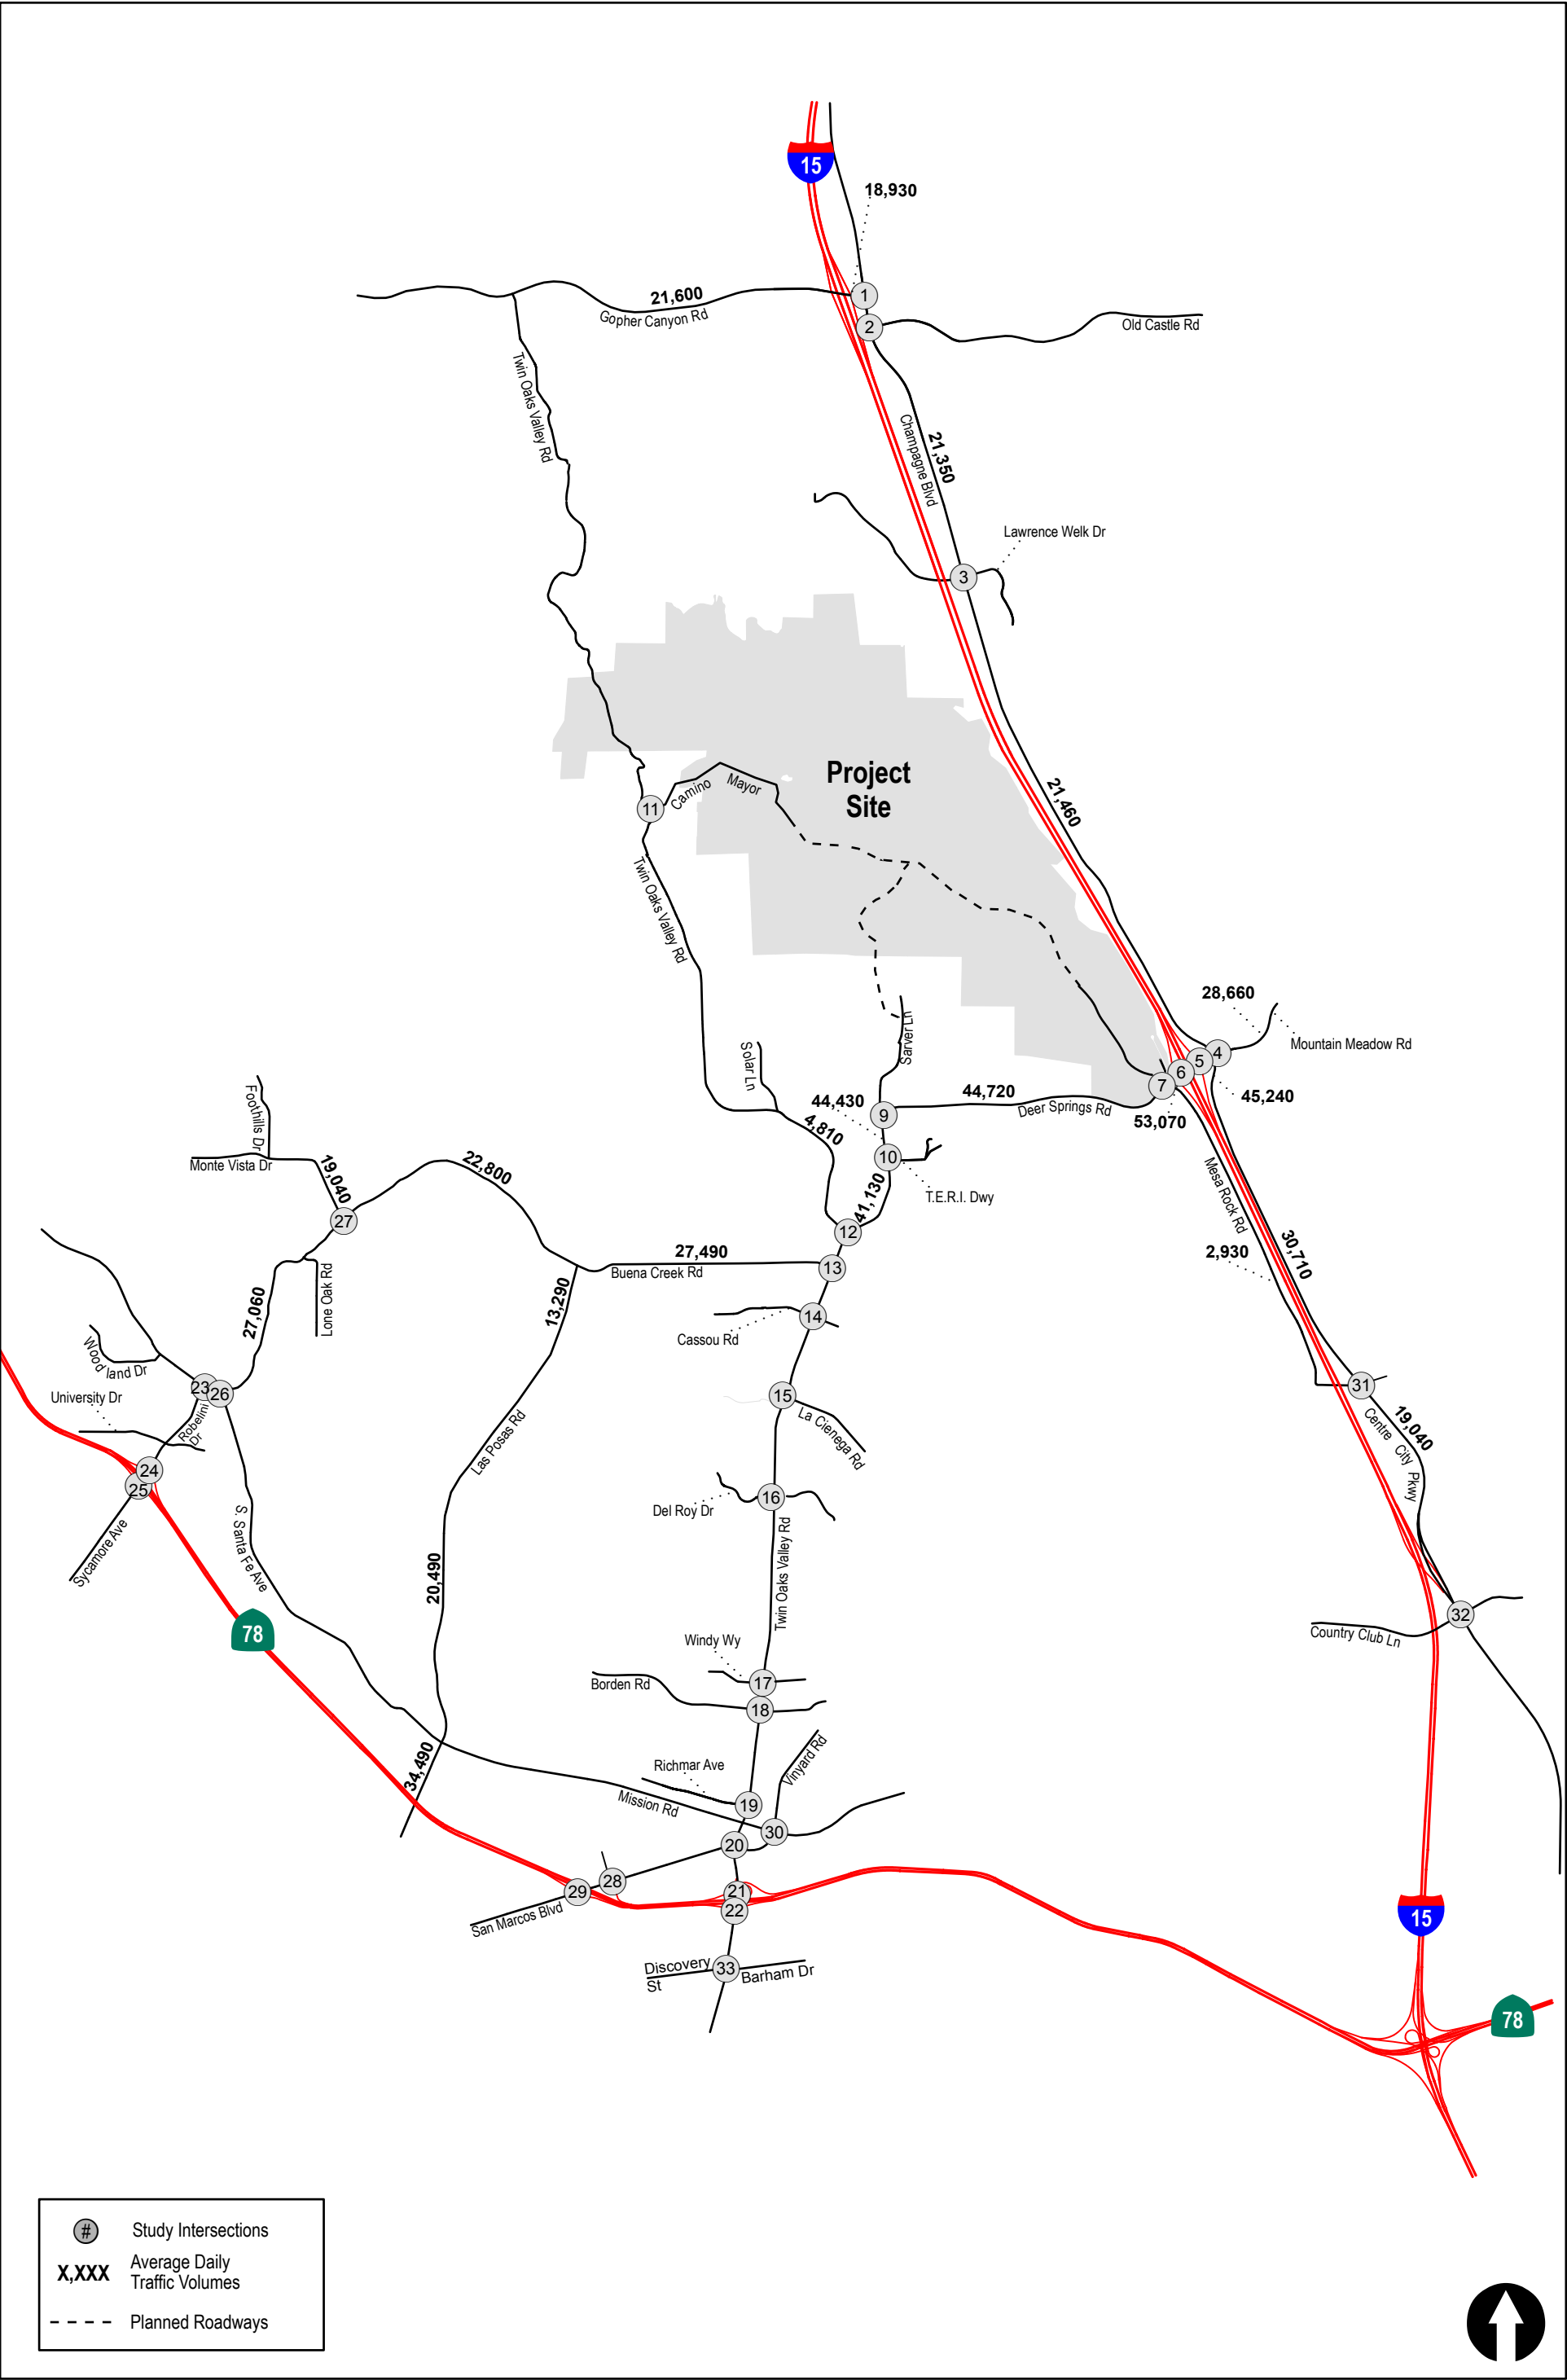 15
18,930
1
21,600
Gopher Canyon Rd
2
Old Castle Rd
Twin Oaks Valley Rd
21,350
Champagne Blvd
Lawrence Welk Dr
3
Project
Site
21,460
Camino Mayor
11
Twin Oaks Valley Rd
28,660
Mountain Meadow Rd
4
5
6
7
45,240
53,070
Sarver Ln
Solar Ln
44,720
Deer Springs Rd
44,430
9
4,810
10
T.E.R.I. Dwy
41,130
12
Foothills Dr
Monte Vista Dr
19,040
22,800
27
Mesa Rock Rd
2,930
30,710
27,490
Buena Creek Rd
13
Lone Oak Rd
27,060
13,290
14
Cassou Rd
Wood land Dr
University Dr
23
26
Robelini
Dr
15
La Cienega Rd
31
19,040
Centre City Pkwy
Las Posas Rd
24
25
Sycamore Ave
S. Santa Fe Ave
16
Del Roy Dr
Twin Oaks Valley Rd
20,490
78
32
Country Club Ln
Windy Wy
17
Borden Rd
18
34,490
Richmar Ave
Vinyard Rd
19
Mission Rd
30
20
28
29
21
22
San Marcos Blvd
15
Discovery
St
33
Barham Dr
78
# Study Intersections
X,XXX Average Daily
Traffic Volumes
Planned Roadways